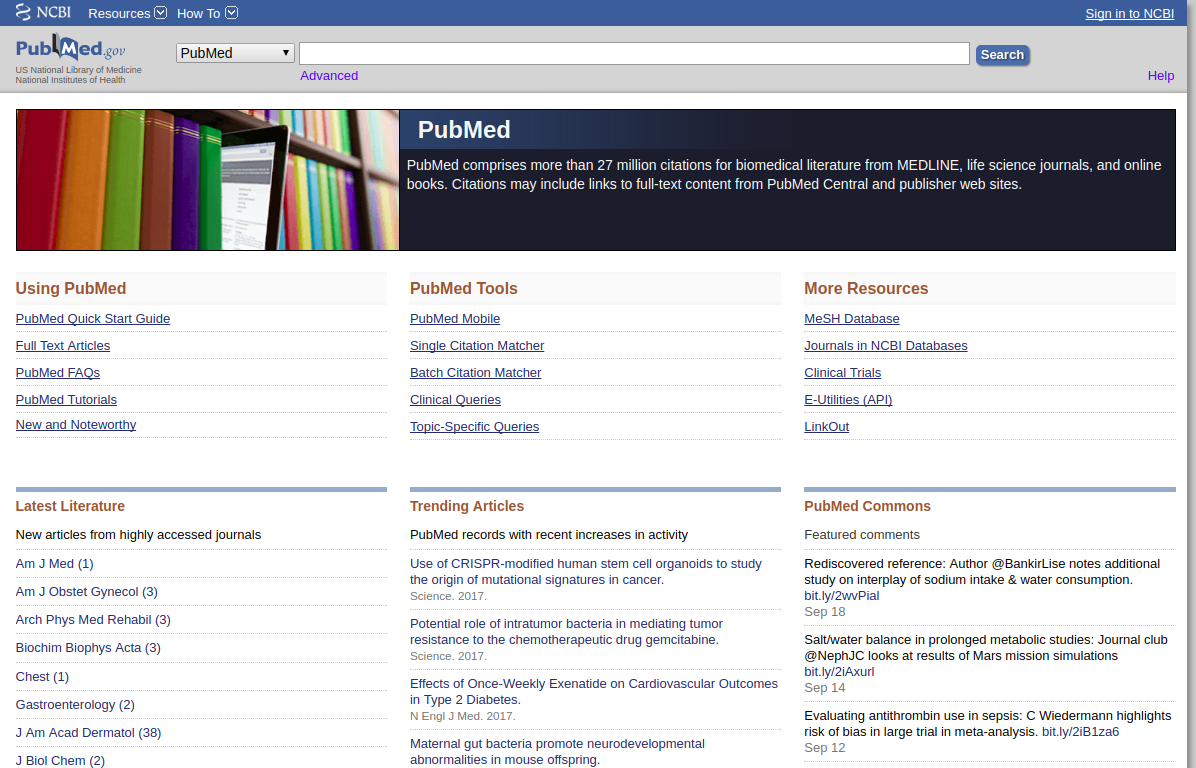 NCBI Resources How To Sign in to NCBI
PubMed.gov
US National Library of Medicine
National Institutes of Health
PubMed
Search
Advanced
Help
PubMed
PubMed comprises more than 27 million citations for biomedical literature from MEDLINE, life science journals, and online
books. Citations may include links to full-text content from PubMed Central and publisher web sites.
Using PubMed
PubMed Quick Start Guide
Full Text Articles
PubMed FAQs
PubMed Tutorials
New and Noteworthy
PubMed Tools
PubMed Mobile
Single Citation Matcher
Batch Citation Matcher
Clinical Queries
Topic-Specific Queries
More Resources
MeSH Database
Journals in NCBI Databases
Clinical Trials
E-Utilities (API)
LinkOut
Latest Literature
New articles from highly accessed journals
Am J Med (1)
Am J Obstet Gynecol (3)
Arch Phys Med Rehabil (3)
Biochim Biophys Acta (3)
Chest (1)
Gastroenterology (2)
J Am Acad Dermatol (38)
J Biol Chem (2)
Trending Articles
PubMed records with recent increases in activity
Use of CRISPR-modified human stem cell organoids to study
the origin of mutational signatures in cancer.
Science. 2017.
Potential role of intratumor bacteria in mediating tumor
resistance to the chemotherapeutic drug gemcitabine.
Science. 2017.
Effects of Once-Weekly Exenatide on Cardiovascular Outcomes
in Type 2 Diabetes.
N Engl J Med. 2017.
Maternal gut bacteria promote neurodevelopmental
abnormalities in mouse offspring.
PubMed Commons
Featured comments
Rediscovered reference: Author @BankirLise notes additional
study on interplay of sodium intake & water consumption.
bit.ly/2wvPial
Sep 18
Salt/water balance in prolonged metabolic studies: Journal club
@NephJC looks at results of Mars mission simulations
bit.ly/2iAxurl
Sep 14
Evaluating antithrombin use in sepsis: C Wiedermann highlights
risk of bias in large trial in meta-analysis. bit.ly/2iB1za6
Sep 12